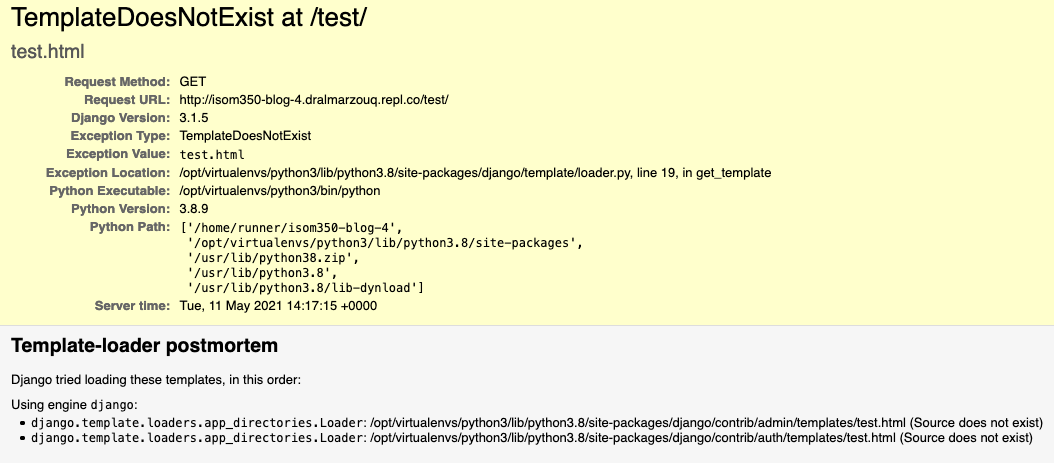 TemplateDoesNotExist at /test/
test.html
Request Method: GET
Request URL: http://isom350-blog-4.dralmarzouq.repl.co/test/
Django Version: 3.1.5
Exception Type: TemplateDoesNotExist
Exception Value: test.html
Exception Location: /opt/virtualenvs/python3/lib/python3.8/site-packages/django/template/loader.py, line 19, in get_template
Python Executable: /opt/virtualenvs/python3/bin/python
Python Version: 3.8.9
Python Path: ['/home/runner/isom350-blog-4',
'/opt/virtualenvs/python3/lib/python3.8/site-packages',
'/usr/lib/python38.zip',
'/usr/lib/python3.8',
'/usr/lib/python3.8/lib-dynload']
Server time: Tue, 11 May 2021 14:17:15 +0000
Template-loader postmortem
Django tried loading these templates, in this order:
Using engine django:
• django.template.loaders.app_directories.Loader: /opt/virtualenvs/python3/lib/python3.8/site-packages/django/contrib/admin/templates/test.html (Source does not exist)
• django.template.loaders.app_directories.Loader: /opt/virtualenvs/python3/lib/python3.8/site-packages/django/contrib/auth/templates/test.html (Source does not exist)